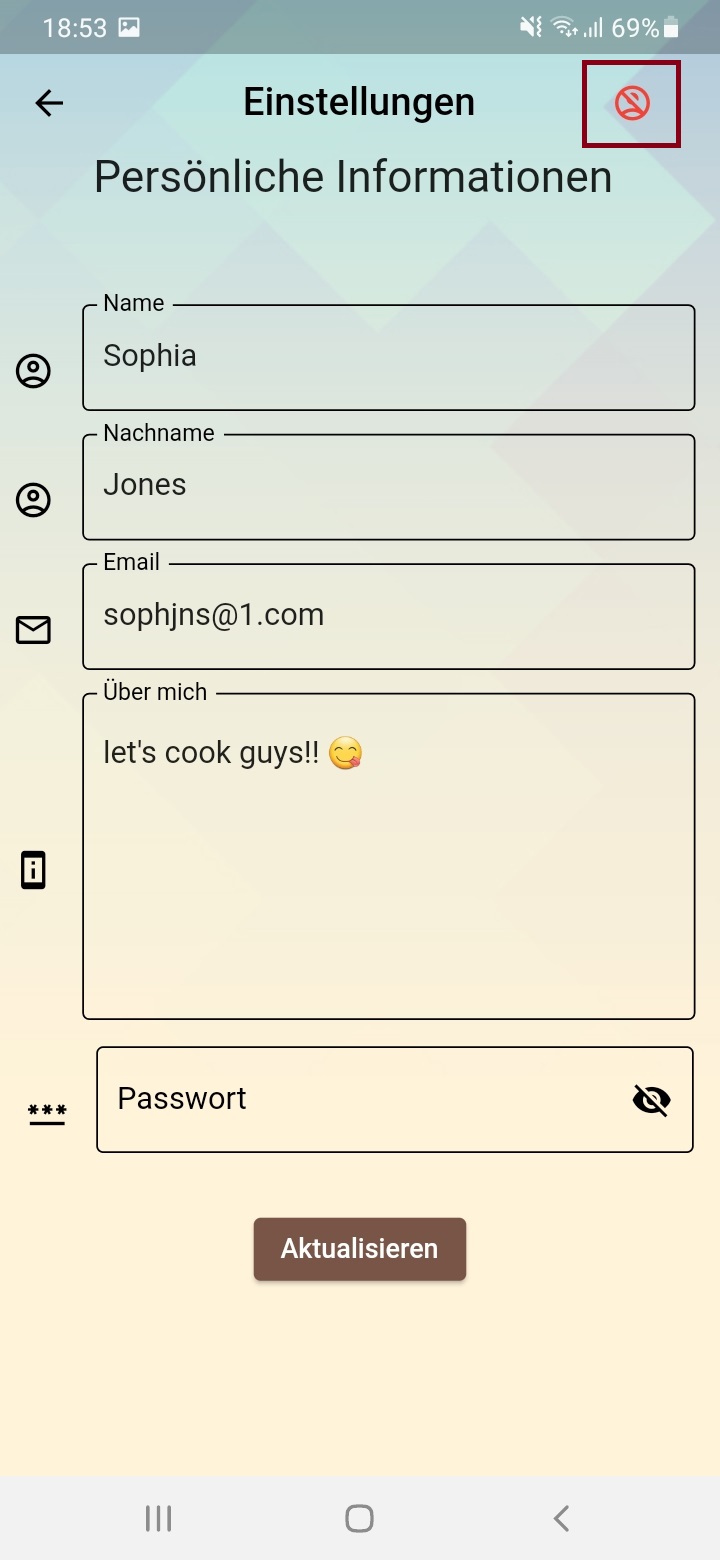 18:53 69%
Einstellungen
Persönliche Informationen
Name
Sophia
Nachname
Jones
Email
sophjns@1.com
Über mich
let's cook guys!! 😋
***
Passwort
Aktualisieren